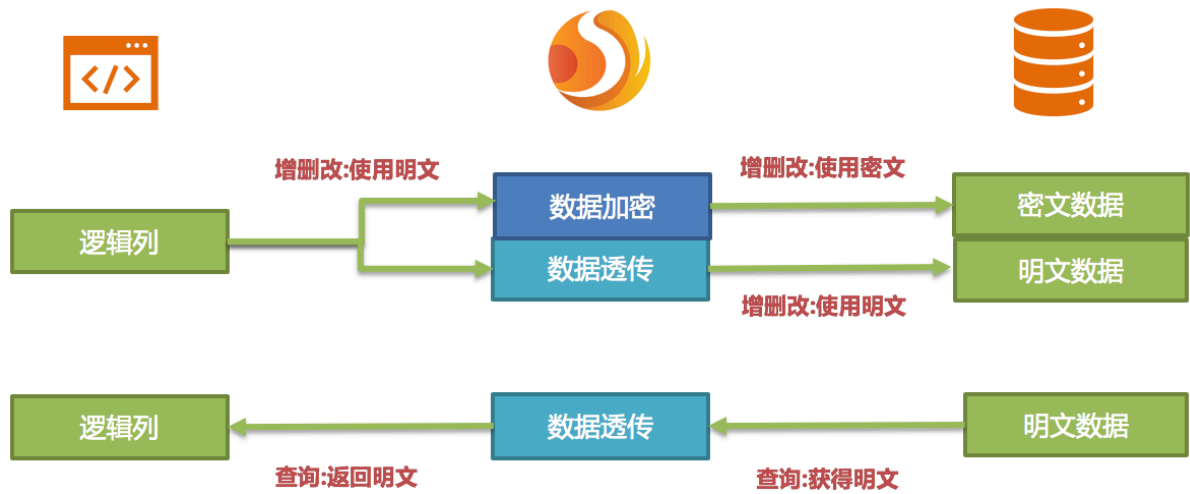 </>
增删改:使用明文
增删改:使用密文
数据加密
密文数据
逻辑列
数据透传
明文数据
增删改:使用明文
逻辑列
数据透传
明文数据
查询:返回明文
查询:获得明文